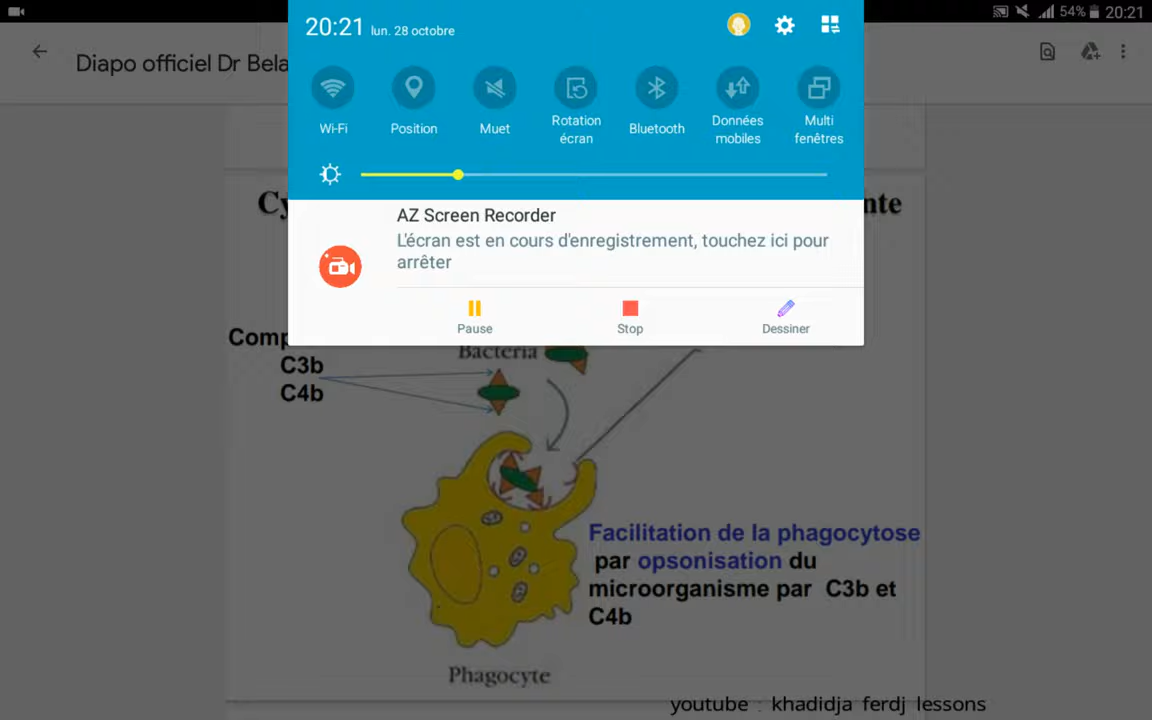 20:21 lun. 28 octobre
54% 20:21
Diapo officiel Dr Bela
Wi-Fi
Position
Muet
Rotation
écran
Bluetooth
Données
mobiles
Multi
fenêtres
AZ Screen Recorder
L'écran est en cours d'enregistrement, touchez ici pour
arrêter
Pause
Stop
Dessiner
Bacteria
C3b
C4b
Facilitation de la phagocytose
par opsonisation du
microorganisme par C3b et
C4b
Phagocyte
youtube : khadidja ferdj lessons